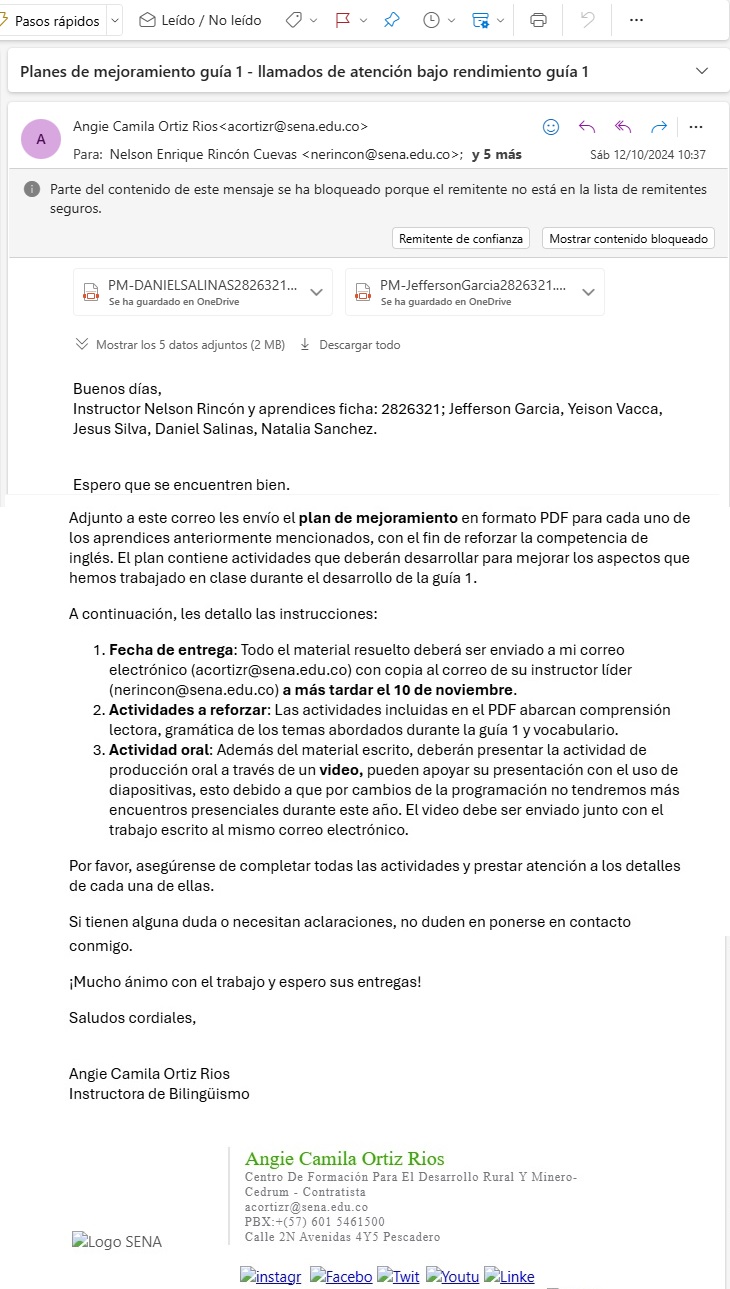 Pasos rápidos
Leído / No leído
Planes de mejoramiento guía 1 - llamados de atención bajo rendimiento guía 1
A
Angie Camila Ortiz Rios<acortizr@sena.edu.co>
Para: Nelson Enrique Rincón Cuevas <nerincon@sena.edu.co>; y 5 más
Sáb 12/10/2024 10:37
Parte del contenido de este mensaje se ha bloqueado porque el remitente no está en la lista de remitentes
seguros.
Remitente de confianza
Mostrar contenido bloqueado
PM-DANIELSALINAS2826321...
Se ha guardado en OneDrive
PM-JeffersonGarcia2826321....
Se ha guardado en OneDrive
Mostrar los 5 datos adjuntos (2 MB)
Descargar todo
Buenos días,
Instructor Nelson Rincón y aprendices ficha: 2826321; Jefferson Garcia, Yeison Vacca,
Jesus Silva, Daniel Salinas, Natalia Sanchez.
Espero que se encuentren bien.
Adjunto a este correo les envío el plan de mejoramiento en formato PDF para cada uno de
los aprendices anteriormente mencionados, con el fin de reforzar la competencia de
inglés. El plan contiene actividades que deberán desarrollar para mejorar los aspectos que
hemos trabajado en clase durante el desarrollo de la guía 1.
A continuación, les detallo las instrucciones:
1. Fecha de entrega: Todo el material resuelto deberá ser enviado a mi correo
electrónico (acortizr@sena.edu.co) con copia al correo de su instructor líder
(nerincon@sena.edu.co) a más tardar el 10 de noviembre.
2. Actividades a reforzar: Las actividades incluidas en el PDF abarcan comprensión
lectora, gramática de los temas abordados durante la guía 1 y vocabulario.
3. Actividad oral: Además del material escrito, deberán presentar la actividad de
producción oral a través de un video, pueden apoyar su presentación con el uso de
diapositivas, esto debido a que por cambios de la programación no tendremos más
encuentros presenciales durante este año. El video debe ser enviado junto con el
trabajo escrito al mismo correo electrónico.
Por favor, asegúrense de completar todas las actividades y prestar atención a los detalles
de cada una de ellas.
Si tienen alguna duda o necesitan aclaraciones, no duden en ponerse en contacto
conmigo.
¡Mucho ánimo con el trabajo y espero sus entregas!
Saludos cordiales,
Angie Camila Ortiz Rios
Instructora de Bilingüismo
Angie Camila Ortiz Rios
Centro De Formación Para El Desarrollo Rural Y Minero-
Cedrum - Contratista
acortizr@sena.edu.co
PBX:+(57) 601 5461500
Calle 2N Avenidas 4Y5 Pescadero
Logo SENA
instagr Facebo Twit Youtu Linke